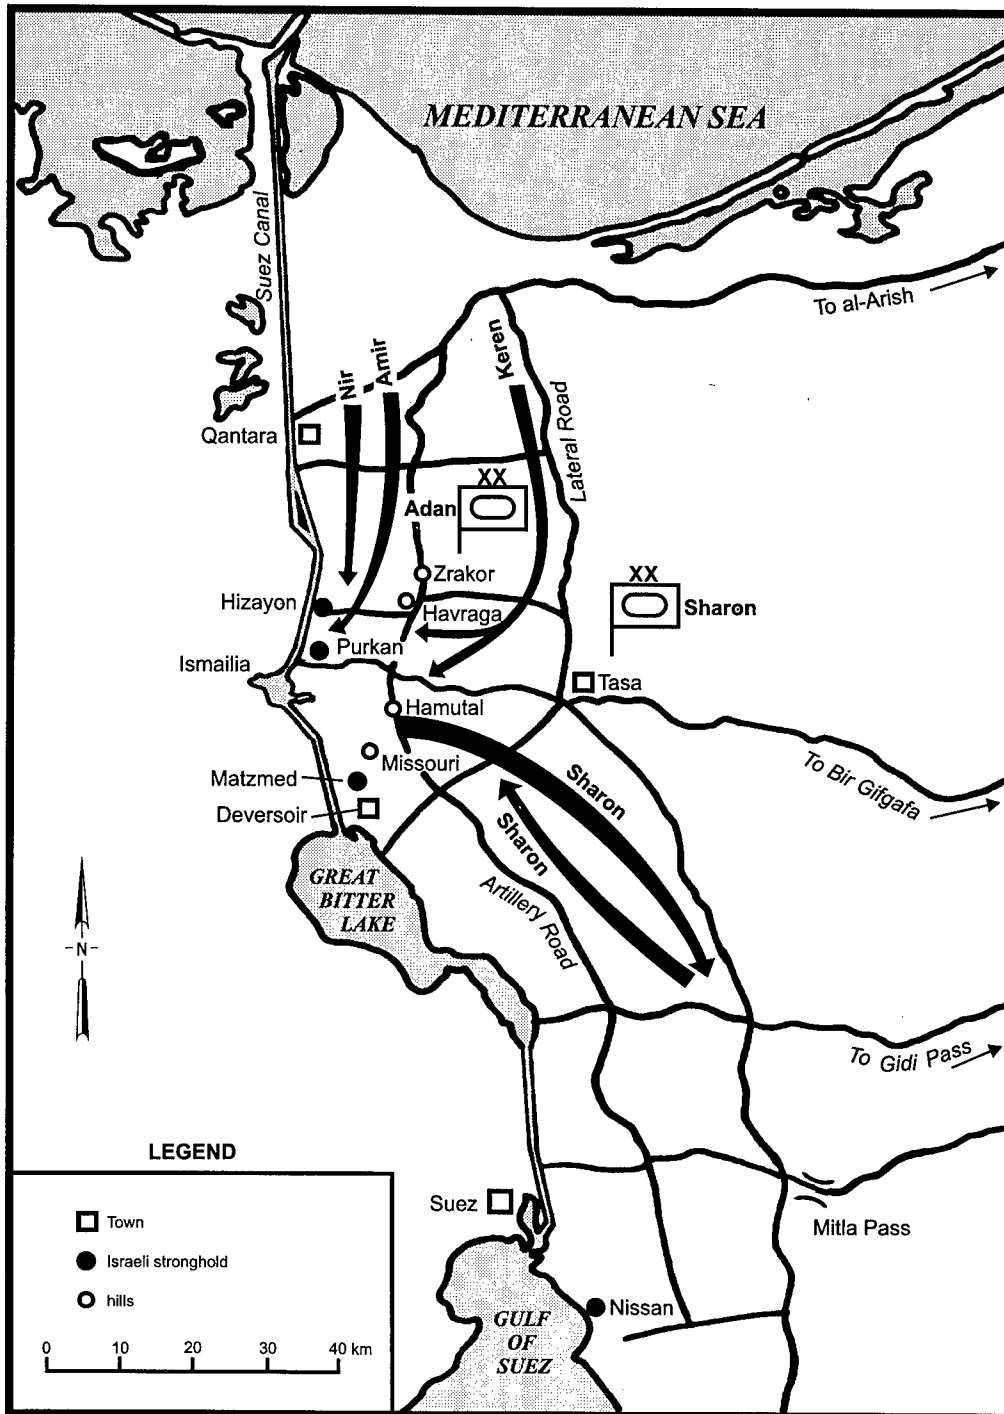 MEDITERRANEAN SEA
Suez Canal
To al-Arish
Nir
Amir
Keren
Lateral Road
Qantara
XX
Adan
Zrakor
XX
Sharon
Hizayon
Havraga
Purkan
Ismailia
Tasa
Hamutal
Missouri
To Bir Gifgafa
Matzmed
Sharon
Deversoir
Sharon
GREAT
BITTER
LAKE
Artillery Road
N
To Gidi Pass
LEGEND
Suez
Mitla Pass
Town
Israeli stronghold
hills
Nissan
GULF
OF
SUEZ
0 10 20 30 40 km